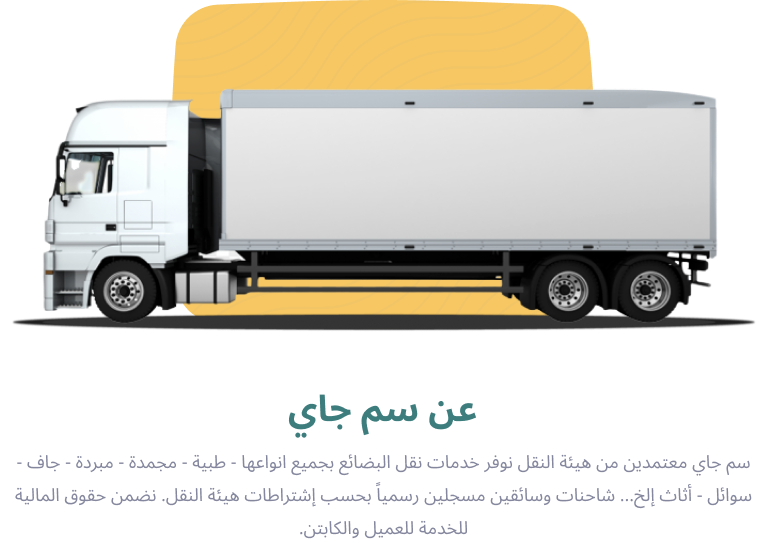 عن سم جاي
سم جاي معتمدين من هيئة النقل نوفر خدمات نقل البضائع بجميع انواعها - طبية - مجمدة - مبردة - جاف -
سوائل - أثاث إلخ... شاحنات وسائقين مسجلين رسمياً بحسب إشتراطات هيئة النقل. نضمن حقوق المالية
للخدمة للعميل والكابتن.